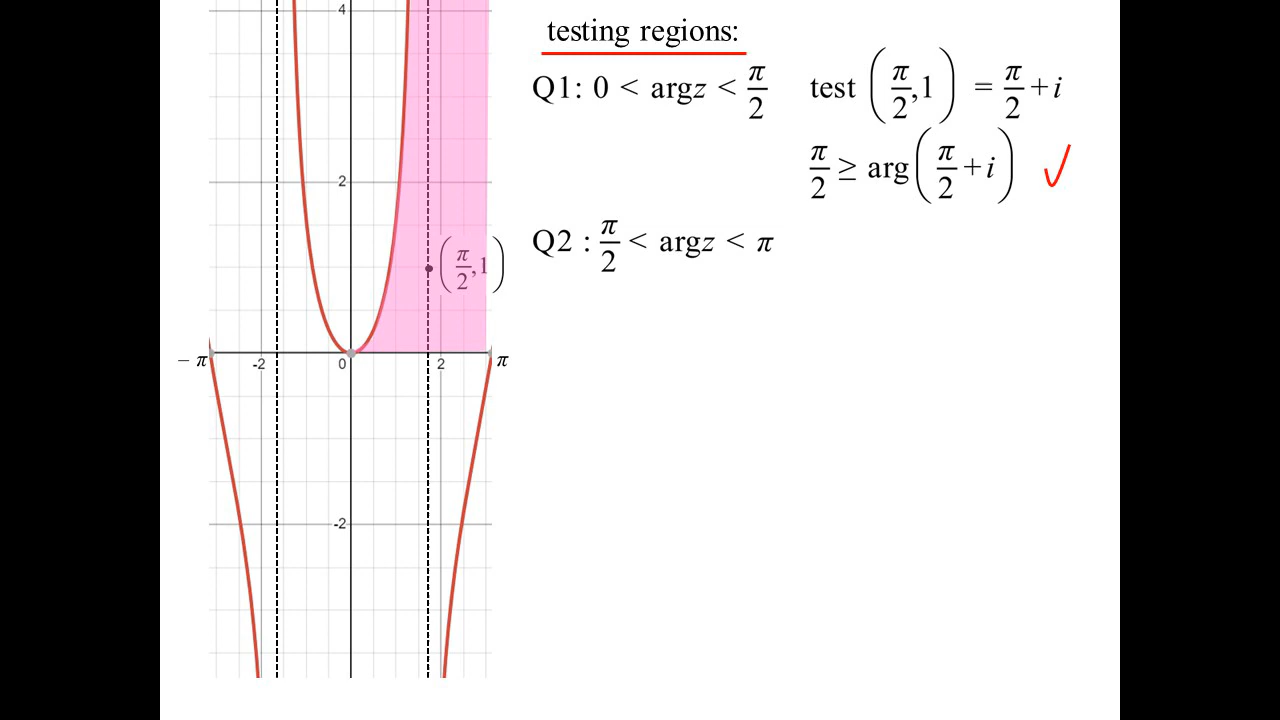 testing regions:
Q1: 0 < argz < π/2
test (π/2,1) = π/2 + i
π/2 ≥ arg(π/2 + i) ✓
Q2 : π/2 < argz < π
4
2
(π/2,1)
− π
-2
0
2
π
-2